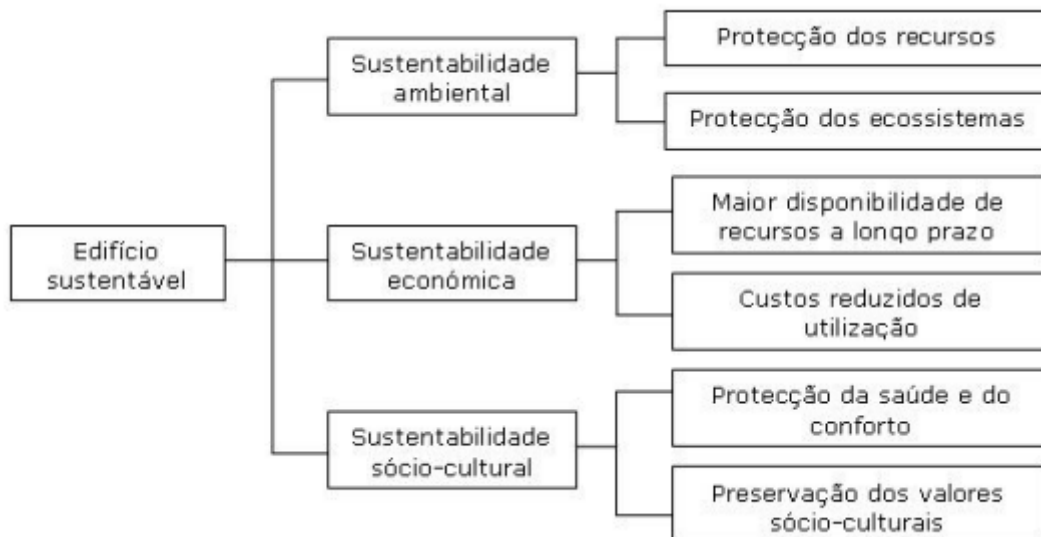 Edifício
sustentável
Sustentabilidade
ambiental
Protecção dos recursos
Protecção dos ecossistemas
Sustentabilidade
económica
Maior disponibilidade de
recursos a longo prazo
Custos reduzidos de
utilização
Sustentabilidade
sócio-cultural
Protecção da saúde e do
conforto
Preservação dos valores
sócio-culturais